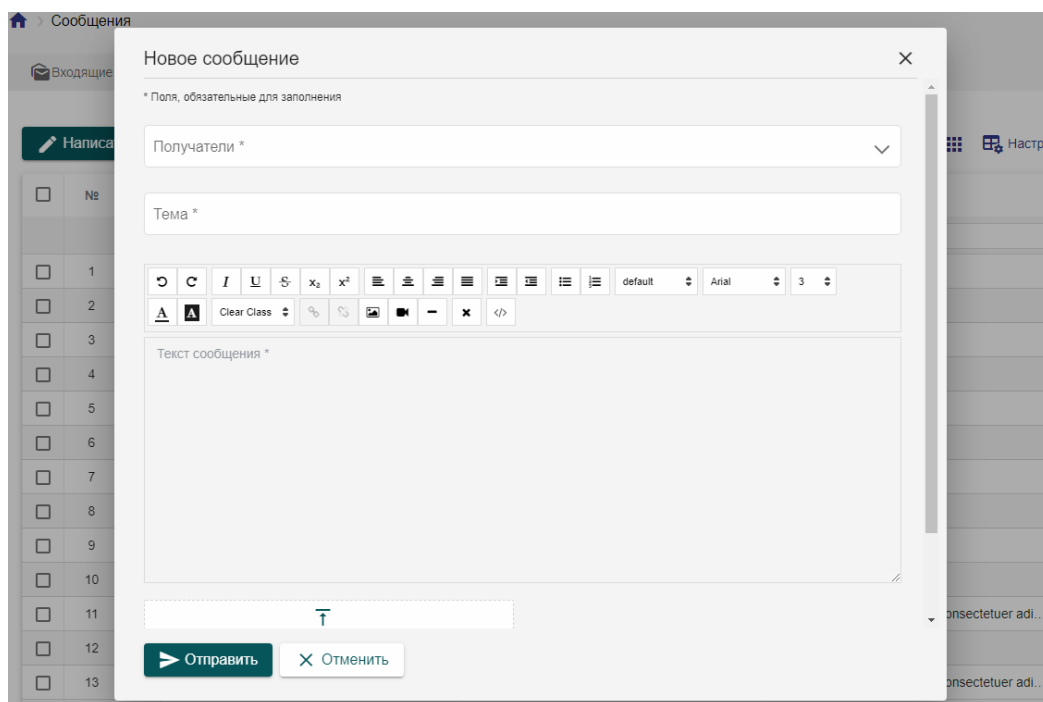 Сообщения
Новое сообщение
Входящие
* Поля, обязательные для заполнения
Написа
Получатели *
Настр
№
Тема *
1
default
Arial
3
2
Clear Class
3
Текст сообщения *
4
5
6
7
8
9
10
11
onsectetuer adi...
12
Отправить
Отменить
13
onsectetuer adi...